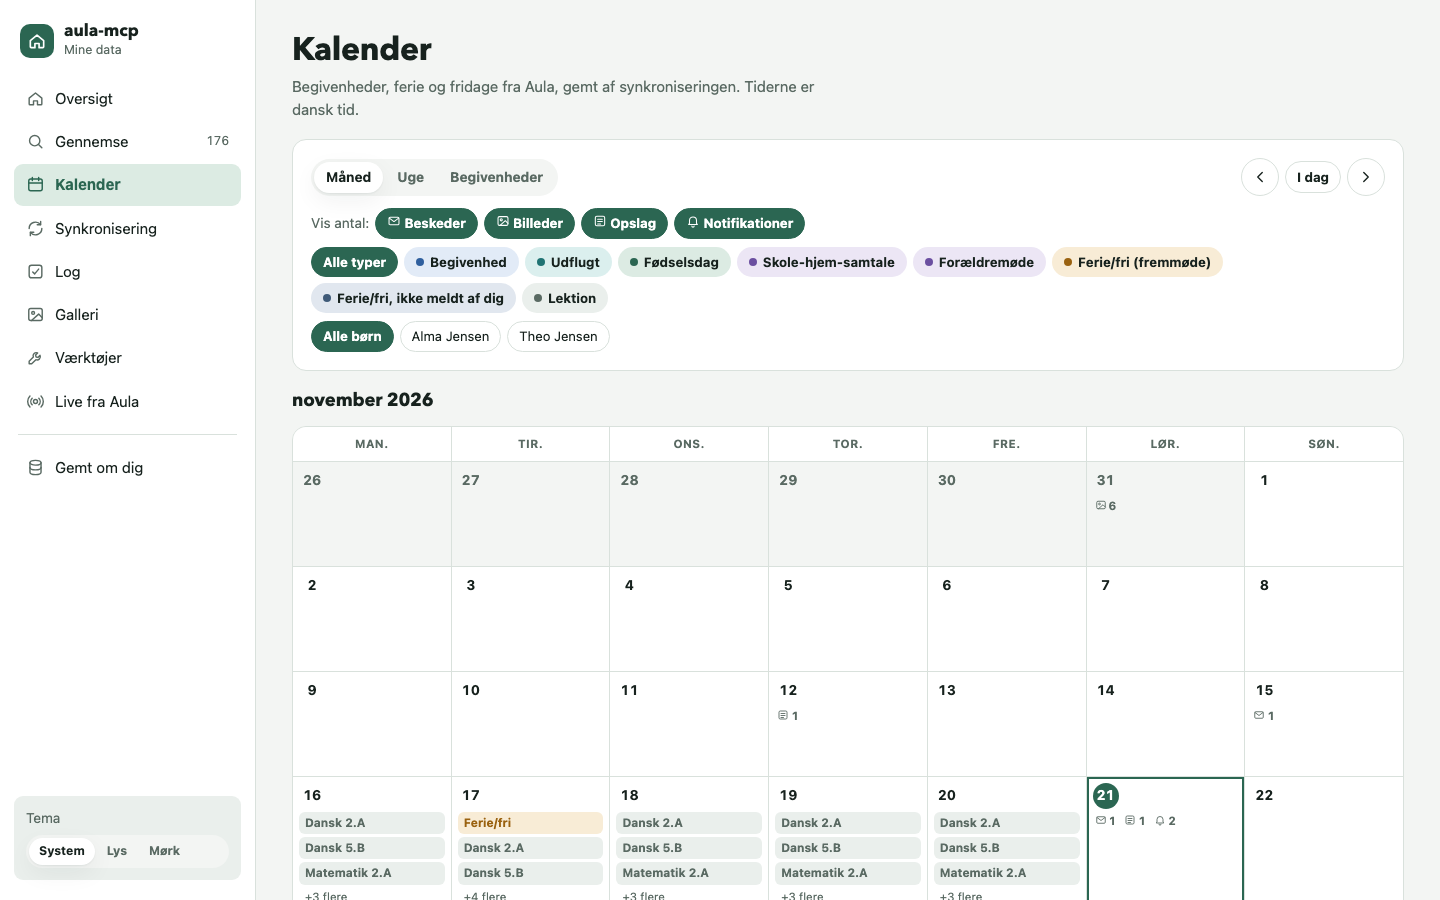 aula-mcp
Mine data
Oversigt
Gennemse 176
Kalender
Synkronisering
Log
Galleri
Værktøjer
Live fra Aula
Gemt om dig
Tema
System Lys Mørk
Kalender
Begivenheder, ferie og fridage fra Aula, gemt af synkroniseringen. Tiderne er
dansk tid.
Måned Uge Begivenheder I dag
Vis antal: Beskeder Billeder Opslag Notifikationer
Alle typer Begivenhed Udflugt Fødselsdag Skole-hjem-samtale Forældremøde Ferie/fri (fremmøde)
Ferie/fri, ikke meldt af dig Lektion
Alle børn Alma Jensen Theo Jensen
november 2026
MAN. TIR. ONS. TOR. FRE. LØR. SØN.
26 27 28 29 30 31 1
6
2 3 4 5 6 7 8
9 10 11 12 13 14 15
1 1
16 17 18 19 20 21 22
Dansk 2.A Ferie/fri Dansk 2.A Dansk 2.A Dansk 2.A 1 1 2
Dansk 5.B Dansk 2.A Dansk 5.B Dansk 5.B Dansk 5.B
Matematik 2.A Dansk 5.B Matematik 2.A Matematik 2.A Matematik 2.A
+3 flere +4 flere +3 flere +3 flere +3 flere